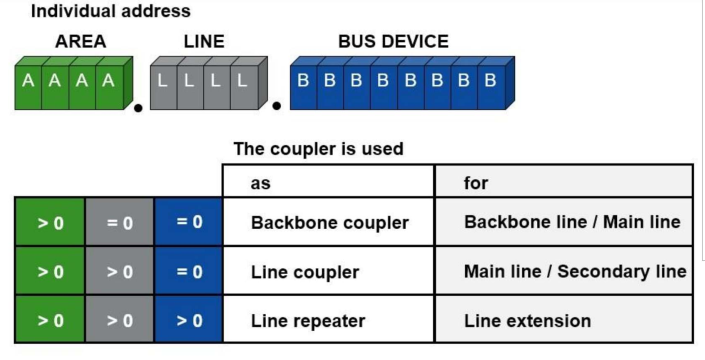 Individual address
AREA LINE BUS DEVICE
A A A A . L L L L . B B B B B B B B
The coupler is used
as for
> 0 = 0 = 0 Backbone coupler Backbone line / Main line
> 0 > 0 = 0 Line coupler Main line / Secondary line
> 0 > 0 > 0 Line repeater Line extension